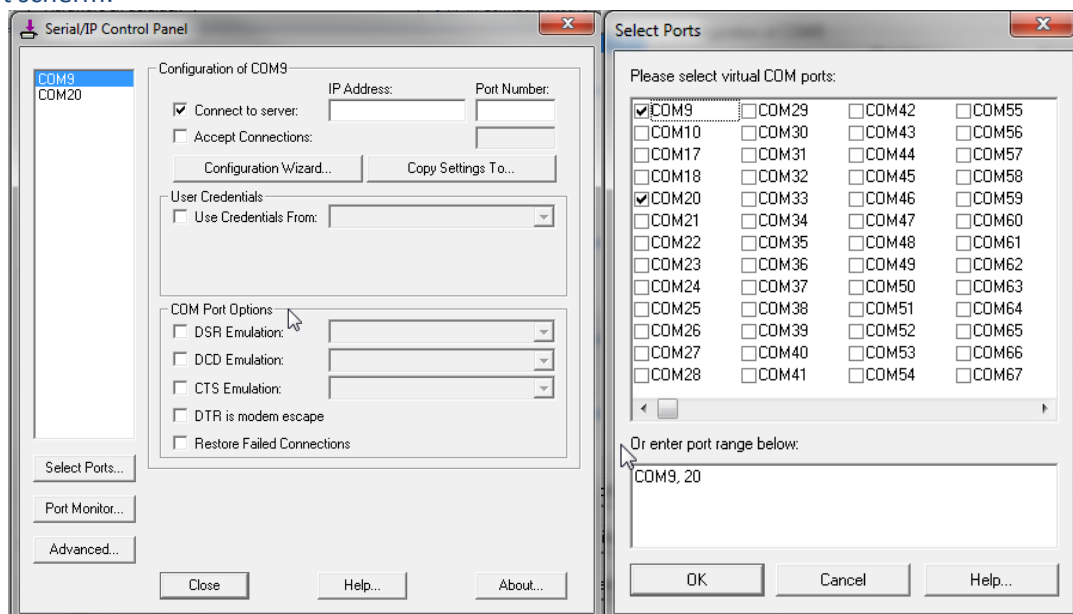 t scherm.
Serial/IP Control Panel
COM9
COM20
Configuration of COM9
IP Address: Port Number:
Connect to server:
Accept Connections:
Configuration Wizard... Copy Settings To...
User Credentials
Use Credentials From:
COM Port Options
DSR Emulation:
DCD Emulation:
CTS Emulation:
DTR is modem escape
Restore Failed Connections
Select Ports...
Port Monitor...
Advanced...
Close Help... About...
Select Ports
Please select virtual COM ports:
COM9 COM29 COM42 COM55
COM10 COM30 COM43 COM56
COM17 COM31 COM44 COM57
COM18 COM32 COM45 COM58
COM20 COM33 COM46 COM59
COM21 COM34 COM47 COM60
COM22 COM35 COM48 COM61
COM23 COM36 COM49 COM62
COM24 COM37 COM50 COM63
COM25 COM38 COM51 COM64
COM26 COM39 COM52 COM65
COM27 COM40 COM53 COM66
COM28 COM41 COM54 COM67
Or enter port range below:
COM9, 20
OK Cancel Help...